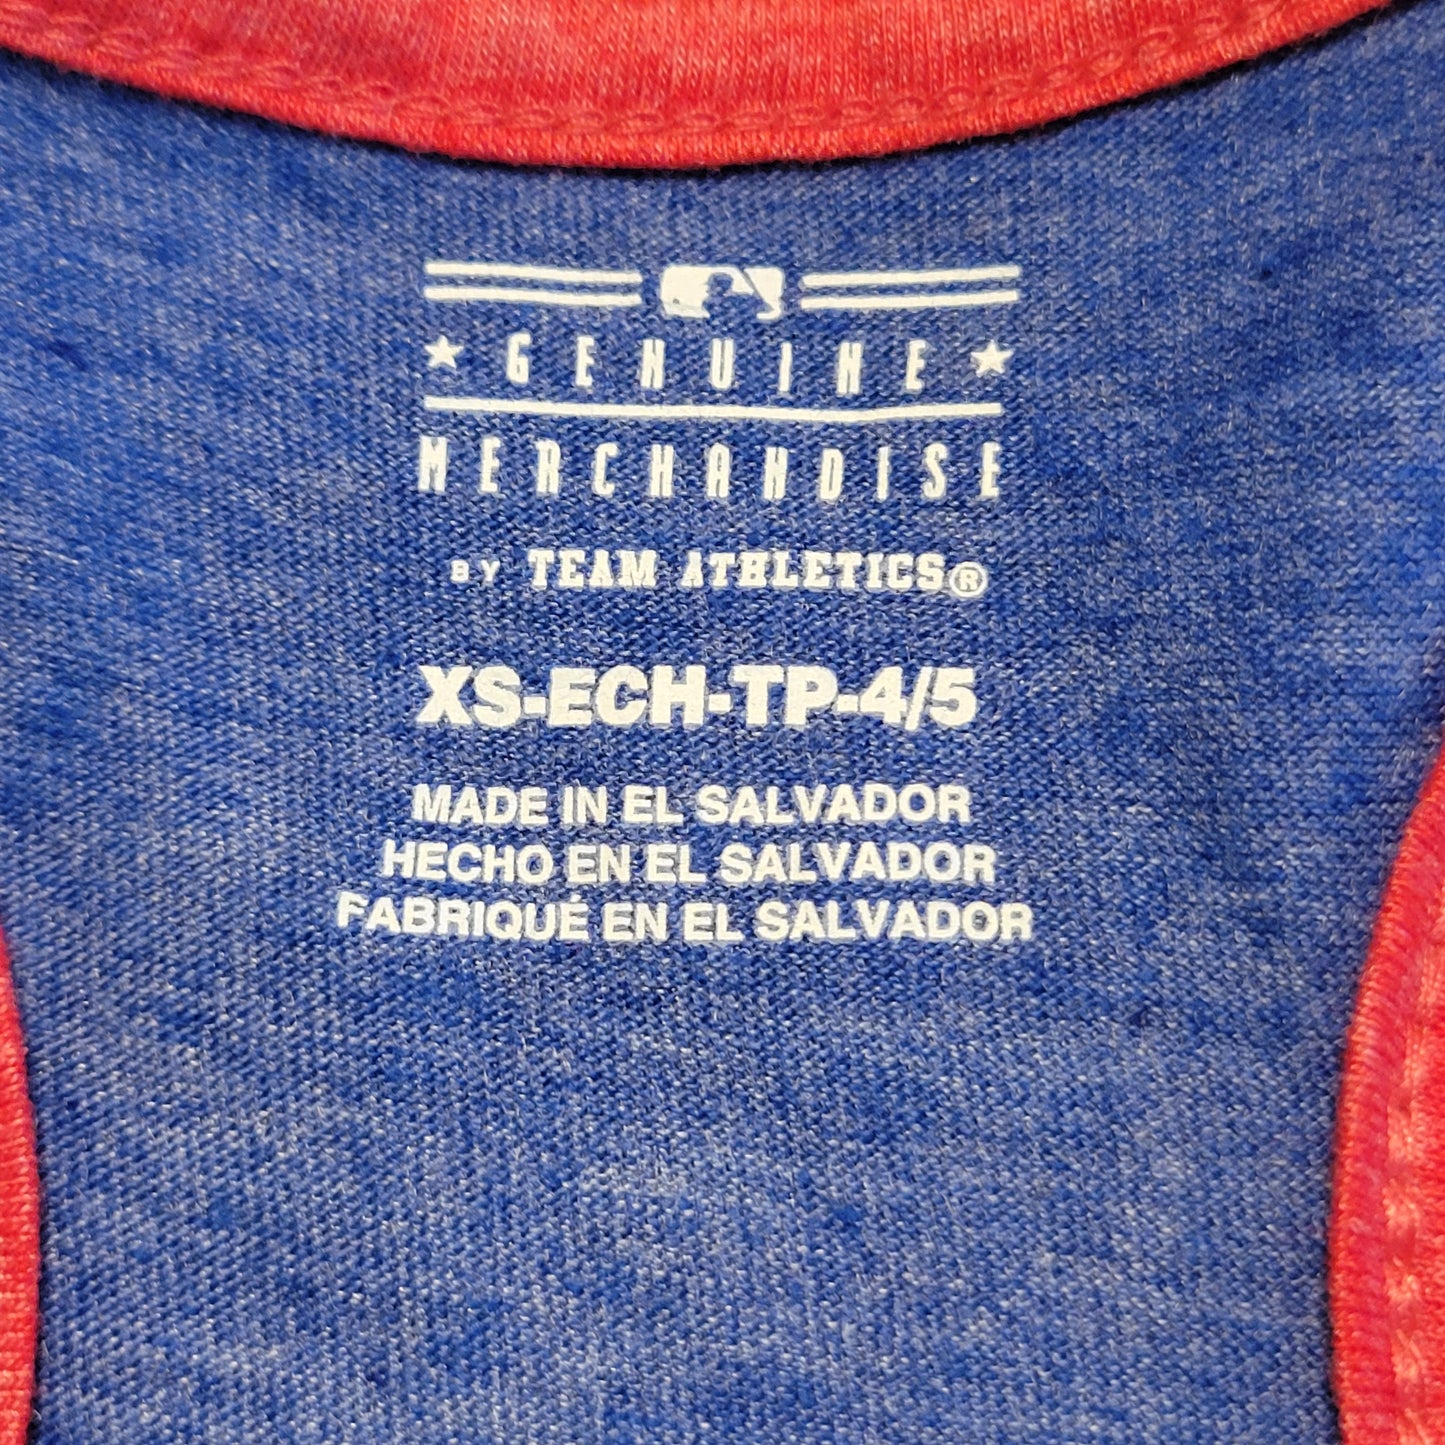 GENUINE
MERCHANDISE
BY TEAM ATHLETICS®
XS-ECH-TP-4/5
MADE IN EL SALVADOR
HECHO EN EL SALVADOR
FABRIQUÉ EN EL SALVADOR